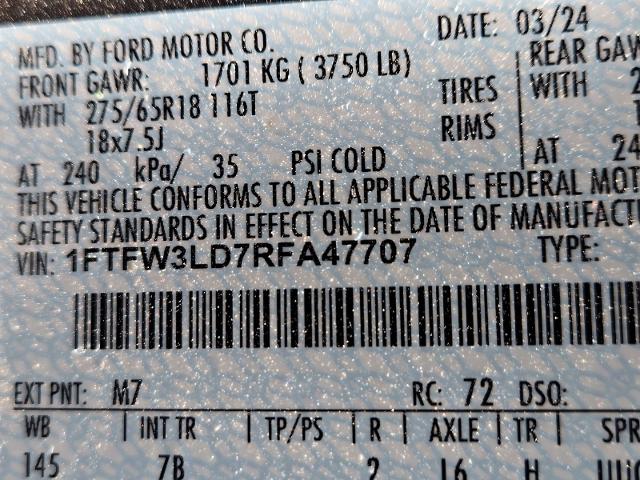 DATE: 03/24
MFD. BY FORD MOTOR CO.
FRONT GAWR: 1701 KG ( 3750 LB)
REAR GAW
WITH 275/65R18 116T TIRES WITH 2
18x7.5J RIMS
AT 240 kPa/ 35 PSI COLD AT 24
THIS VEHICLE CONFORMS TO ALL APPLICABLE FEDERAL MOT
SAFETY STANDARDS IN EFFECT ON THE DATE OF MANUFACT
VIN: 1FTFW3LD7RFA47707 TYPE:
EXT PNT: M7 RC: 72 DSO:
WB INT TR TP/PS R AXLE TR SPR
145 7B 2 L6 H